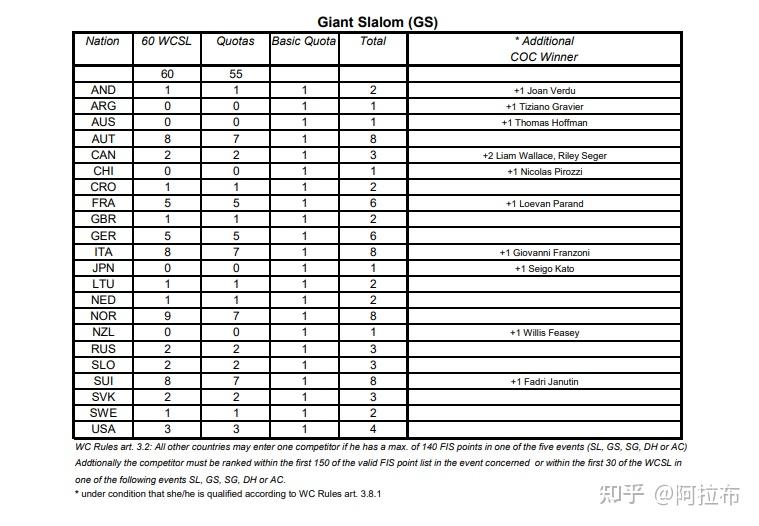 Giant Slalom (GS)
Nation 60 WCSL Quotas Basic Quota Total * Additional
COC Winner
60 55
AND 1 1 1 2 +1 Joan Verdu
ARG 0 0 1 1 +1 Tiziano Gravier
AUS 0 0 1 1 +1 Thomas Hoffman
AUT 8 7 1 8
CAN 2 2 1 3 +2 Liam Wallace, Riley Seger
CHI 0 0 1 1 +1 Nicolas Pirozzi
CRO 1 1 1 2
FRA 5 5 1 6 +1 Loevan Parand
GBR 1 1 1 2
GER 5 5 1 6
ITA 8 7 1 8 +1 Giovanni Franzoni
JPN 0 0 1 1 +1 Seigo Kato
LTU 1 1 1 2
NED 1 1 1 2
NOR 9 7 1 8
NZL 0 0 1 1 +1 Willis Feasey
RUS 2 2 1 3
SLO 2 2 1 3
SUI 8 7 1 8 +1 Fadri Janutin
SVK 2 2 1 3
SWE 1 1 1 2
USA 3 3 1 4
WC Rules art. 3.2: All other countries may enter one competitor if he has a max. of 140 FIS points in one of the five events (SL, GS, SG, DH or AC)
Addtionally the competitor must be ranked within the first 150 of the valid FIS point list in the event concerned or within the first 30 of the WCSL in
one of the following events SL, GS, SG, DH or AC.
* under condition that she/he is qualified according to WC Rules art. 3.8.1
知乎 @阿拉布